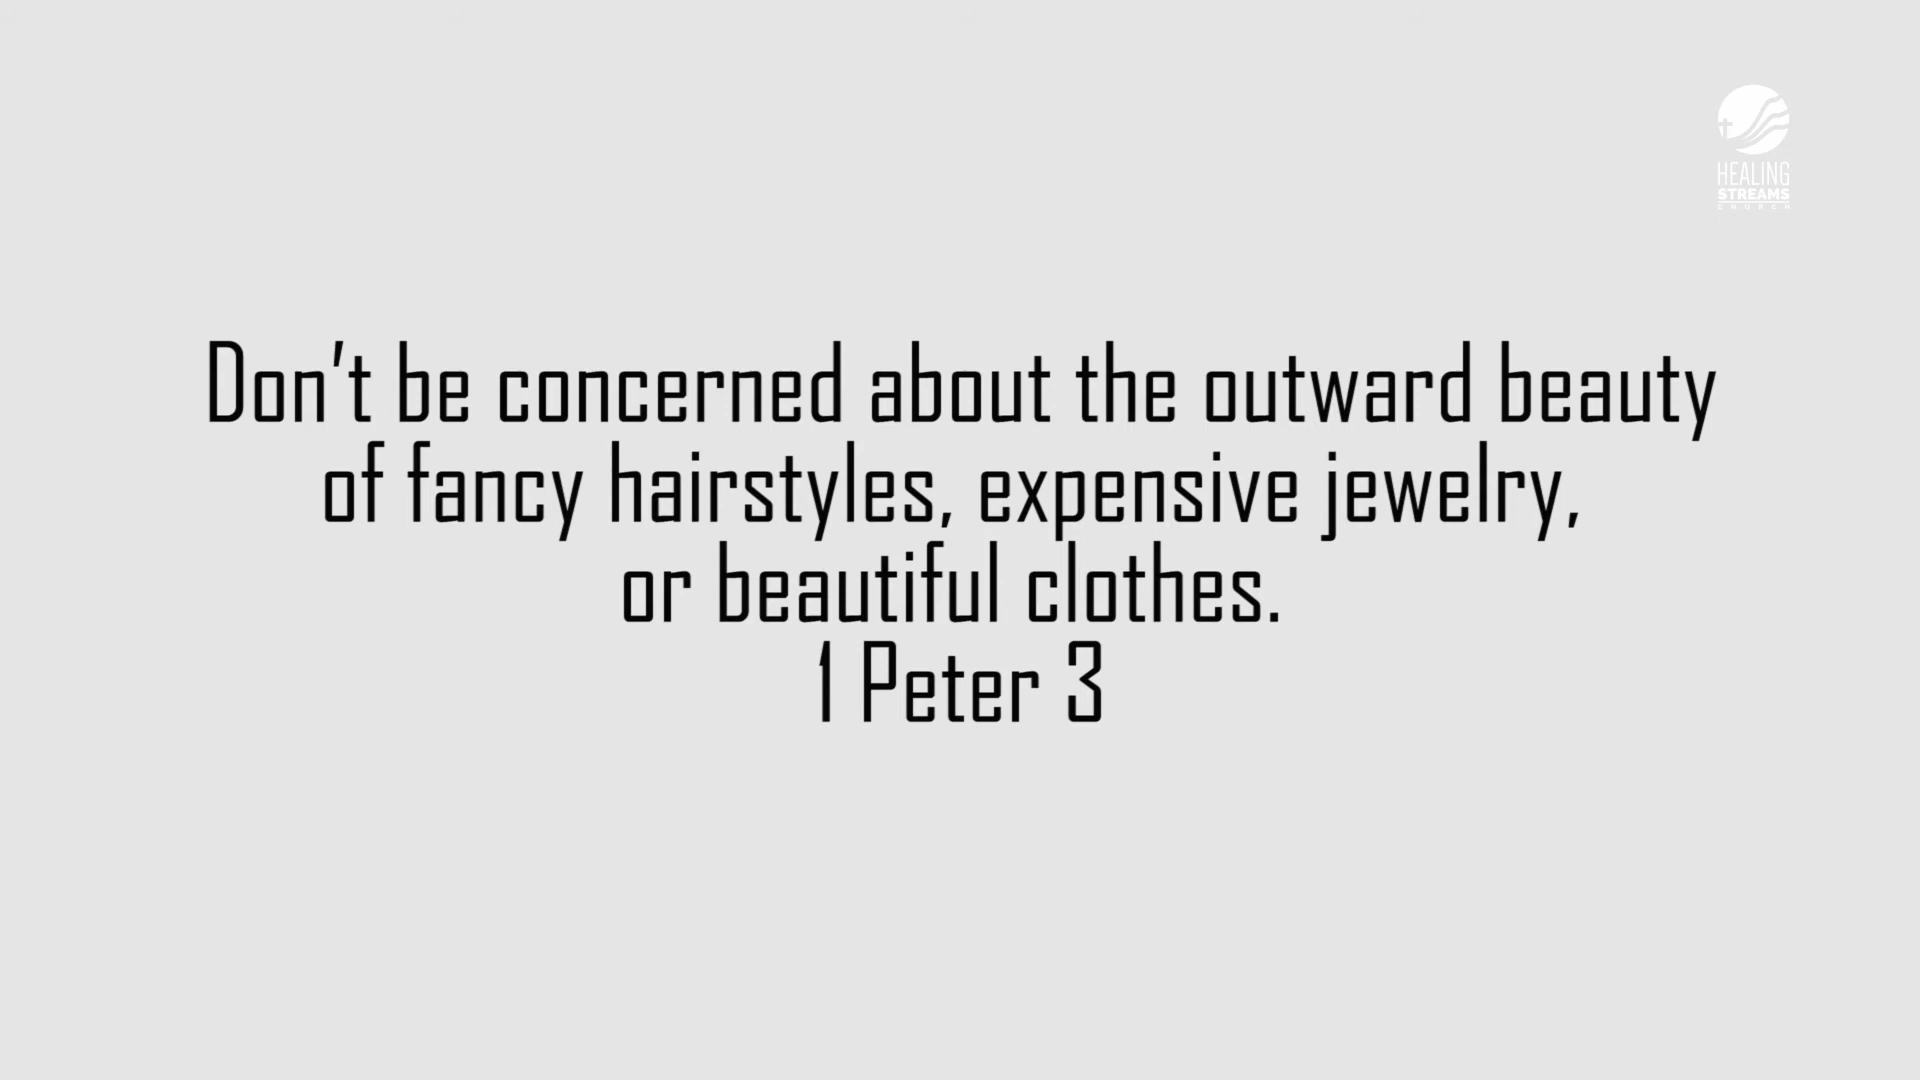 HEALING
STREAMS
CHURCH
Don't be concerned about the outward beauty
of fancy hairstyles, expensive jewelry,
or beautiful clothes.
1 Peter 3